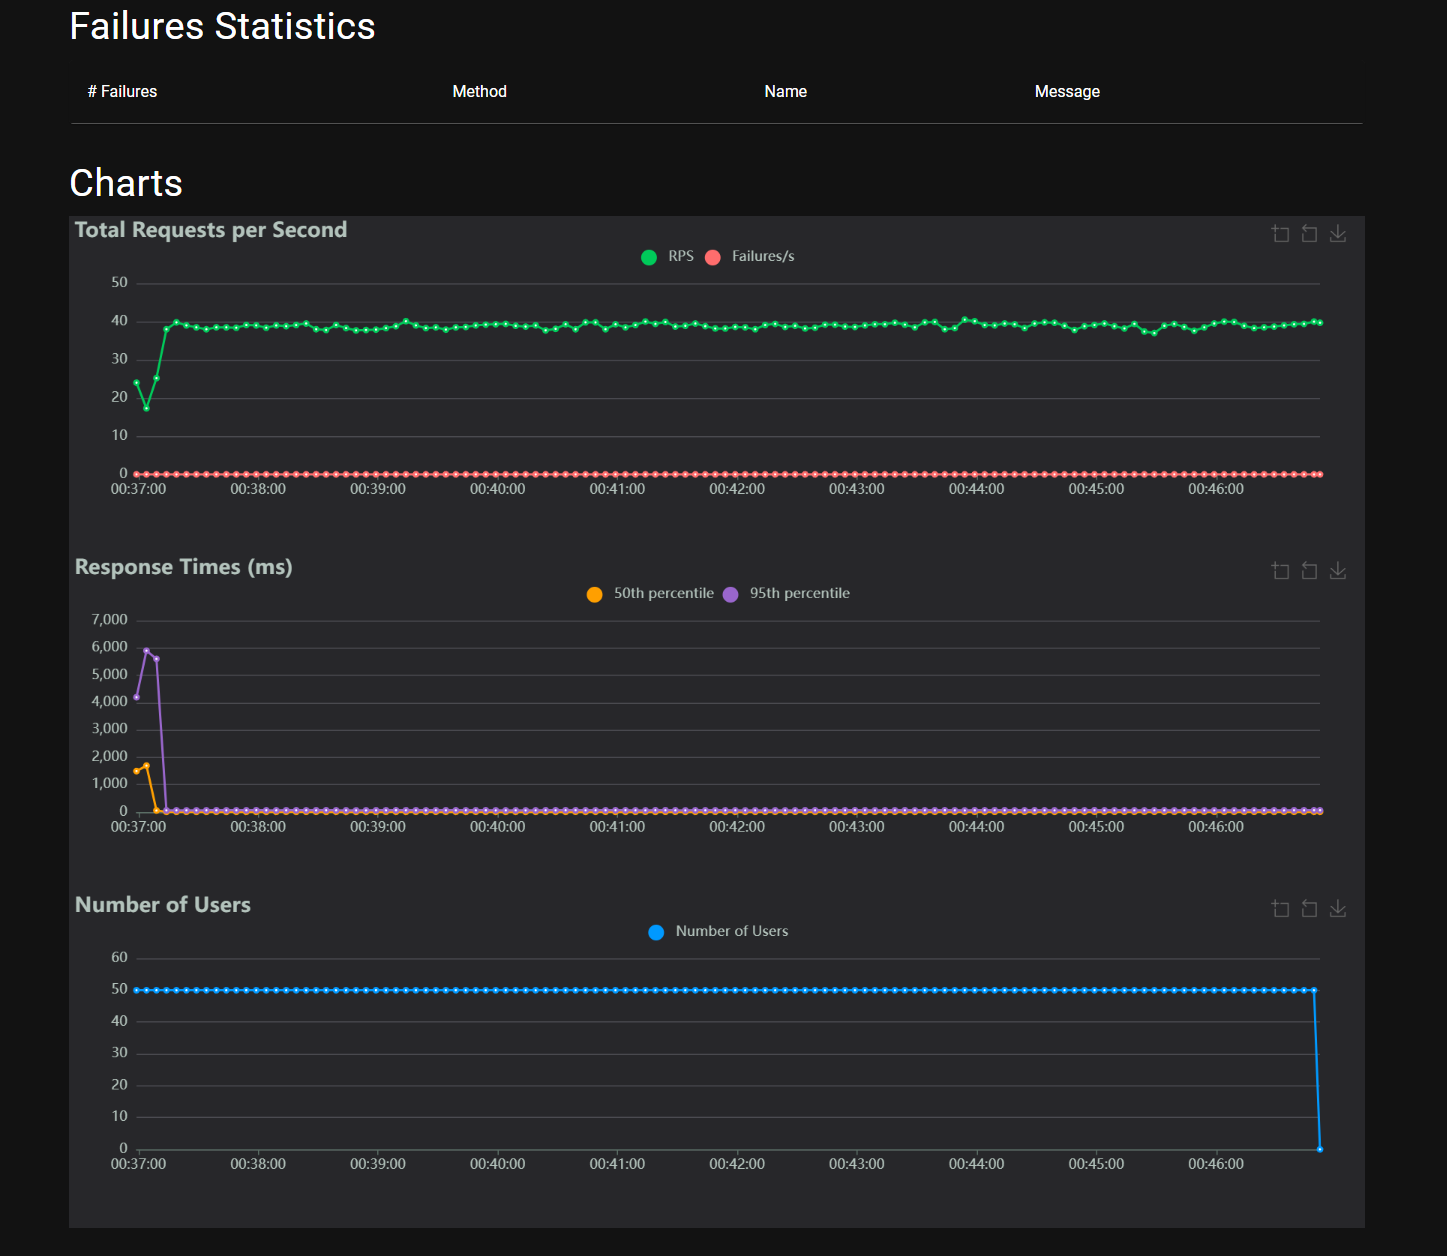 Failures Statistics
# Failures Method Name Message
Charts
Total Requests per Second
RPS Failures/s
50
40
30
20
10
0
00:37:00 00:38:00 00:39:00 00:40:00 00:41:00 00:42:00 00:43:00 00:44:00 00:45:00 00:46:00
Response Times (ms)
50th percentile 95th percentile
7,000
6,000
5,000
4,000
3,000
2,000
1,000
0
00:37:00 00:38:00 00:39:00 00:40:00 00:41:00 00:42:00 00:43:00 00:44:00 00:45:00 00:46:00
Number of Users
Number of Users
60
50
40
30
20
10
0
00:37:00 00:38:00 00:39:00 00:40:00 00:41:00 00:42:00 00:43:00 00:44:00 00:45:00 00:46:00